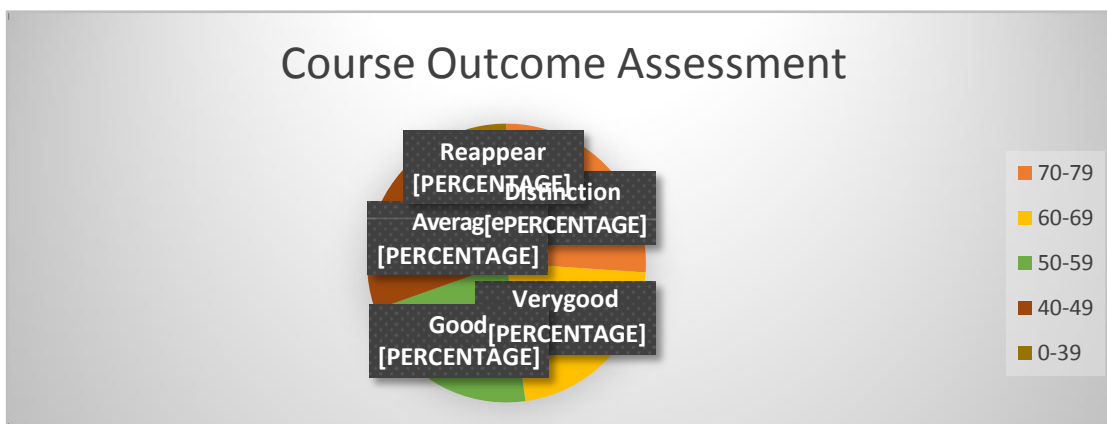 Course Outcome Assessment
Reappear
[PERCENTAGE]
Distinction
[PERCENTAGE]
Average
[PERCENTAGE]
Verygood
[PERCENTAGE]
Good
[PERCENTAGE]
70-79
60-69
50-59
40-49
0-39